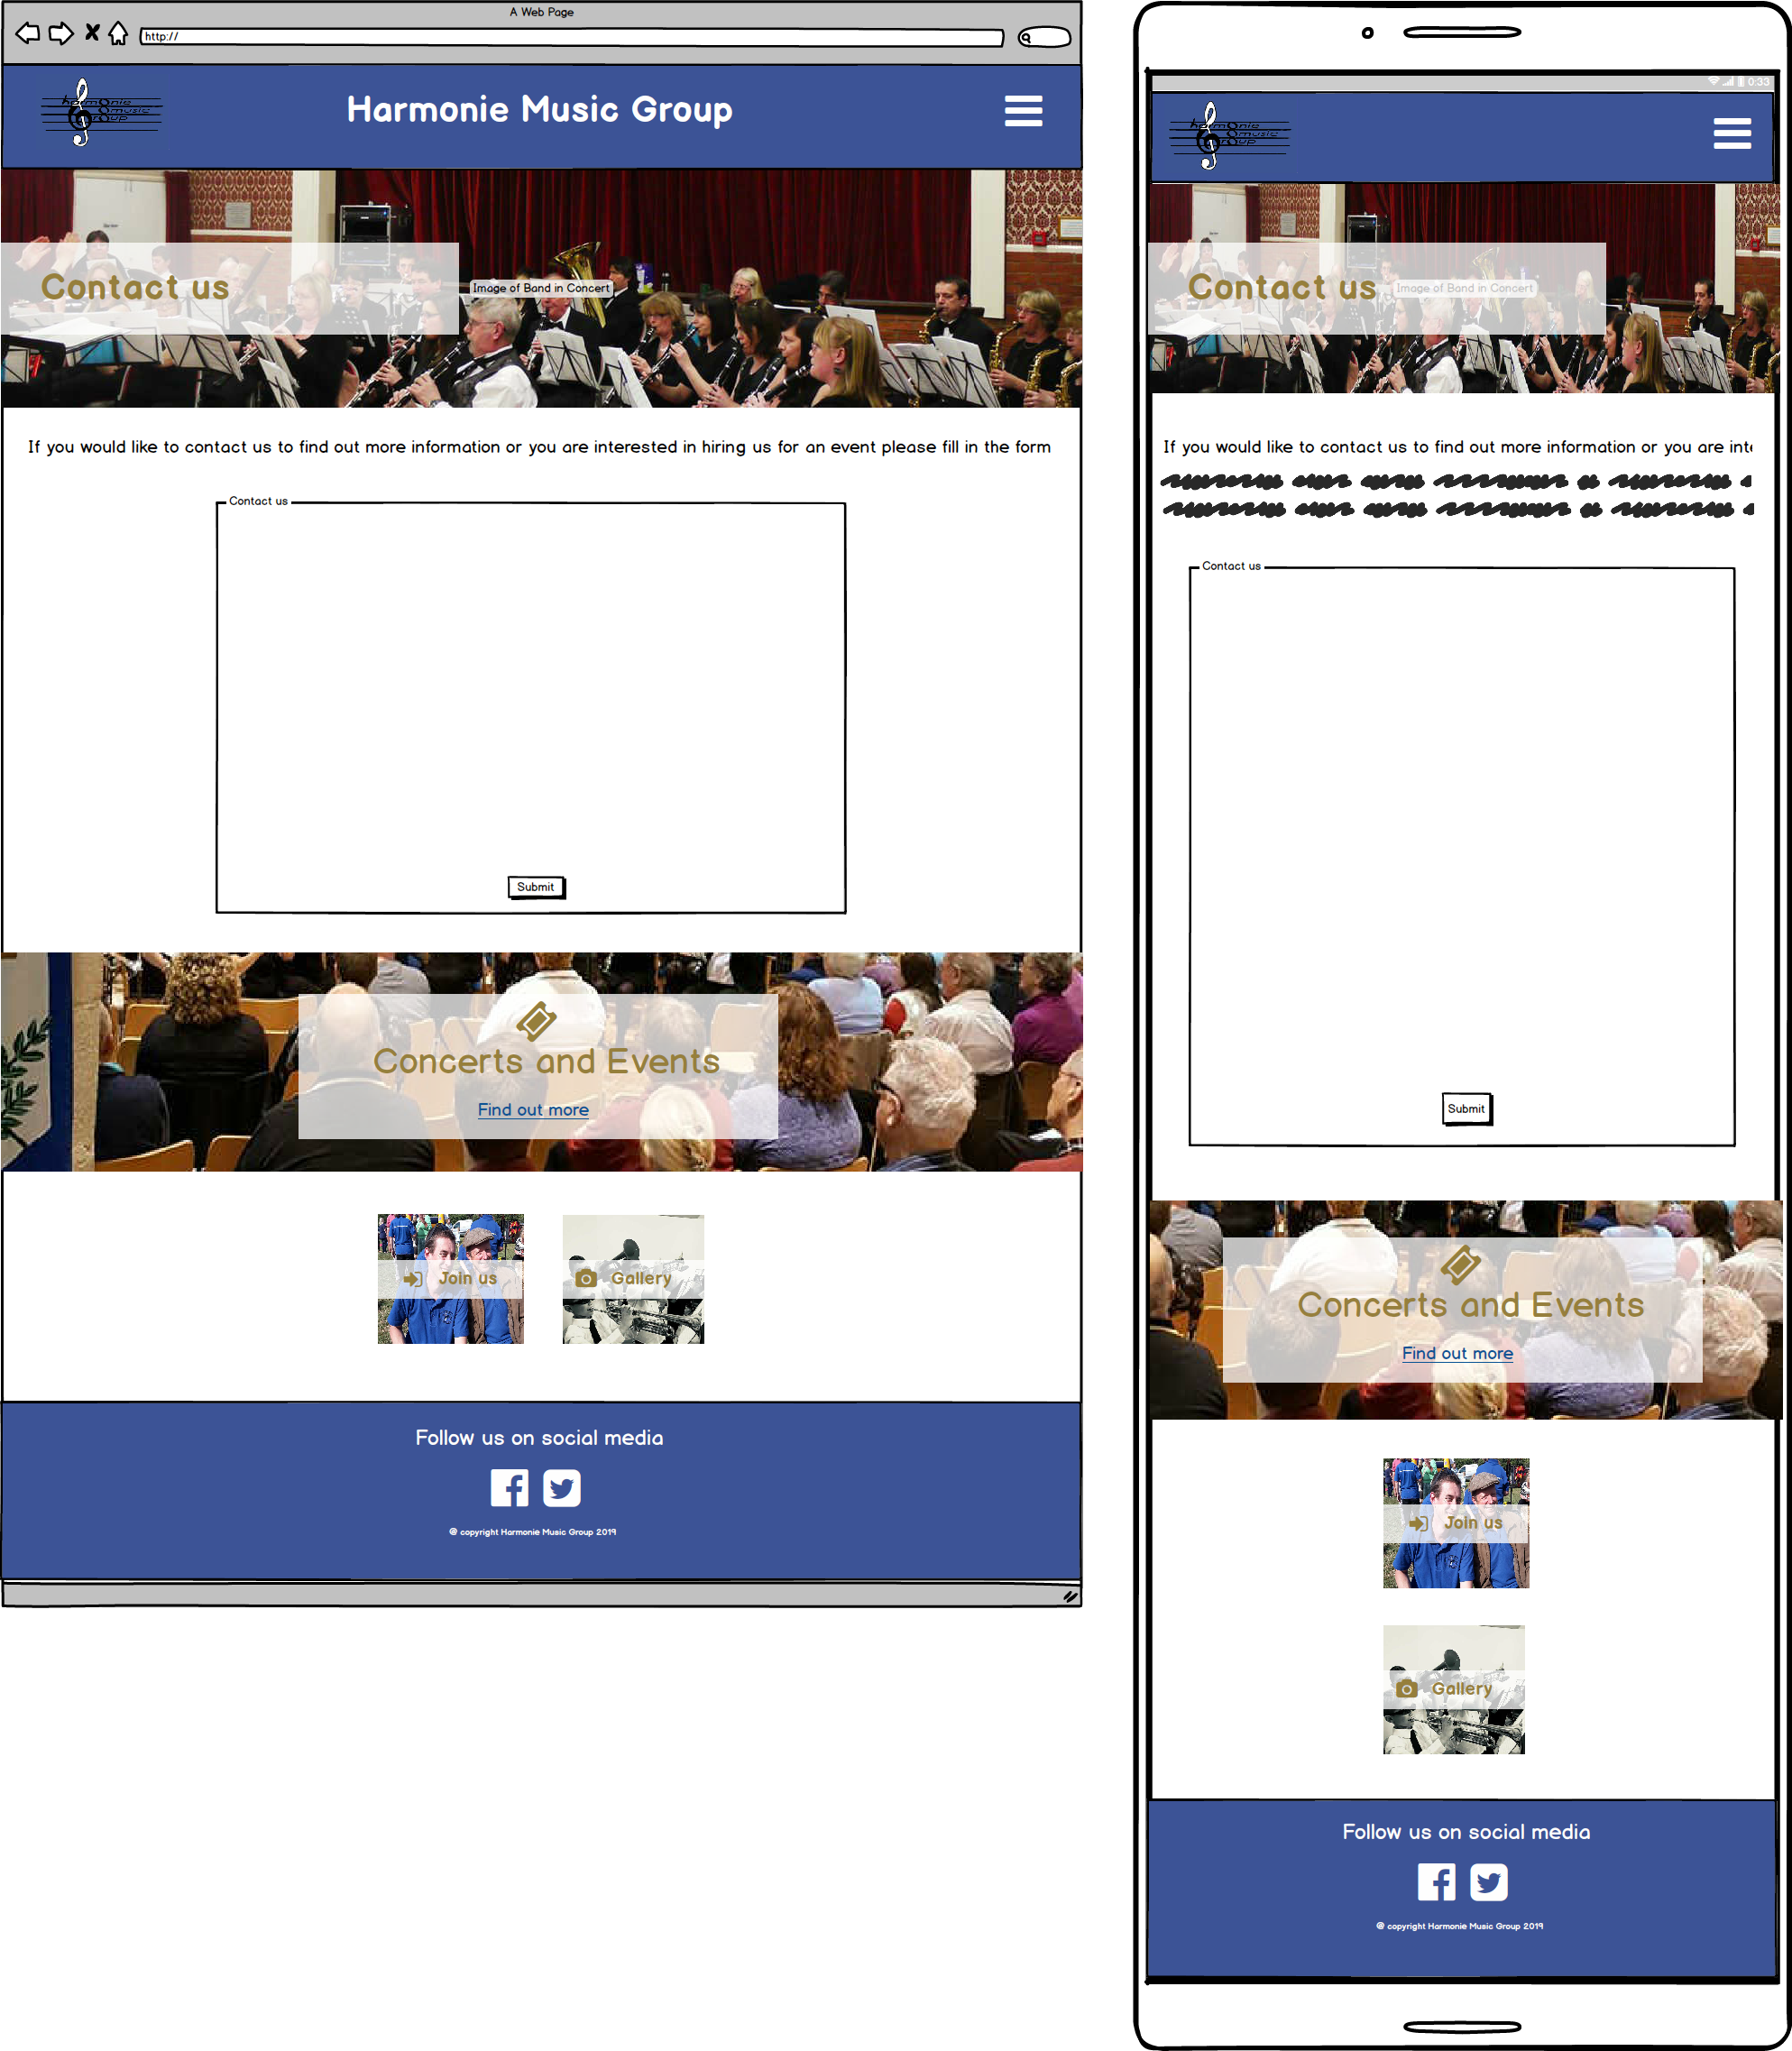 A Web Page
http://
harmonie
music
group
Harmonie Music Group
Contact us
Image of Band in Concert
If you would like to contact us to find out more information or you are interested in hiring us for an event please fill in the form
Contact us
Submit
Concerts and Events
Find out more
Join us
Gallery
Follow us on social media
@ copyright Harmonie Music Group 2019
0:33
harmonie
music
group
Contact us
Image of Band in Concert
If you would like to contact us to find out more information or you are inte
Contact us
Submit
Concerts and Events
Find out more
Join us
Gallery
Follow us on social media
@ copyright Harmonie Music Group 2019